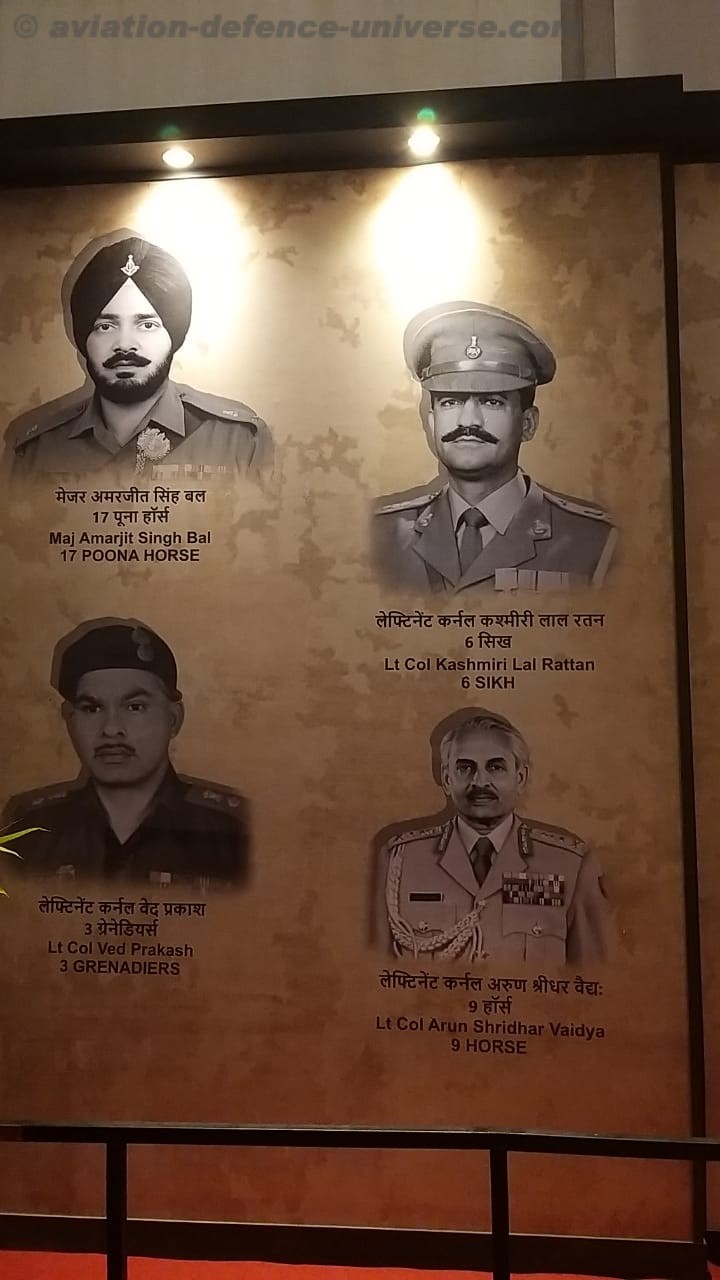 © aviation-defence-universe.com
मेजर अमरजीत सिंह बल
17 पूना हॉर्स
Maj Amarjit Singh Bal
17 POONA HORSE
लेफ्टिनेंट कर्नल कश्मीरी लाल रतन
6 सिख
Lt Col Kashmiri Lal Rattan
6 SIKH
लेफ्टिनेंट कर्नल वेद प्रकाश
3 ग्रेनेडियर्स
Lt Col Ved Prakash
3 GRENADIERS
लेफ्टिनेंट कर्नल अरुण श्रीधर वैद्य:
9 हॉर्स
Lt Col Arun Shridhar Vaidya
9 HORSE